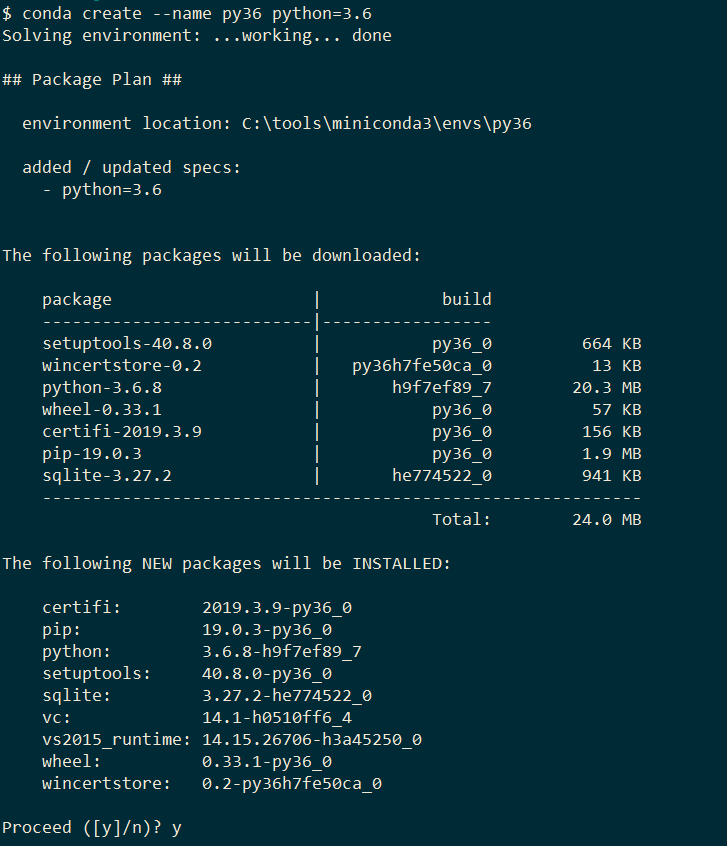 $ conda create --name py36 python=3.6
Solving environment: ...working... done
## Package Plan ##
environment location: C:\tools\miniconda3\envs\py36
added / updated specs:
- python=3.6
The following packages will be downloaded:
package | build
---------------------------|-----------------
setuptools-40.8.0 | py36_0 664 KB
wincertstore-0.2 | py36h7fe50ca_0 13 KB
python-3.6.8 | h9f7ef89_7 20.3 MB
wheel-0.33.1 | py36_0 57 KB
certifi-2019.3.9 | py36_0 156 KB
pip-19.0.3 | py36_0 1.9 MB
sqlite-3.27.2 | he774522_0 941 KB
------------------------------------------------------------
Total: 24.0 MB
The following NEW packages will be INSTALLED:
certifi: 2019.3.9-py36_0
pip: 19.0.3-py36_0
python: 3.6.8-h9f7ef89_7
setuptools: 40.8.0-py36_0
sqlite: 3.27.2-he774522_0
vc: 14.1-h0510ff6_4
vs2015_runtime: 14.15.26706-h3a45250_0
wheel: 0.33.1-py36_0
wincertstore: 0.2-py36h7fe50ca_0
Proceed ([y]/n)? y